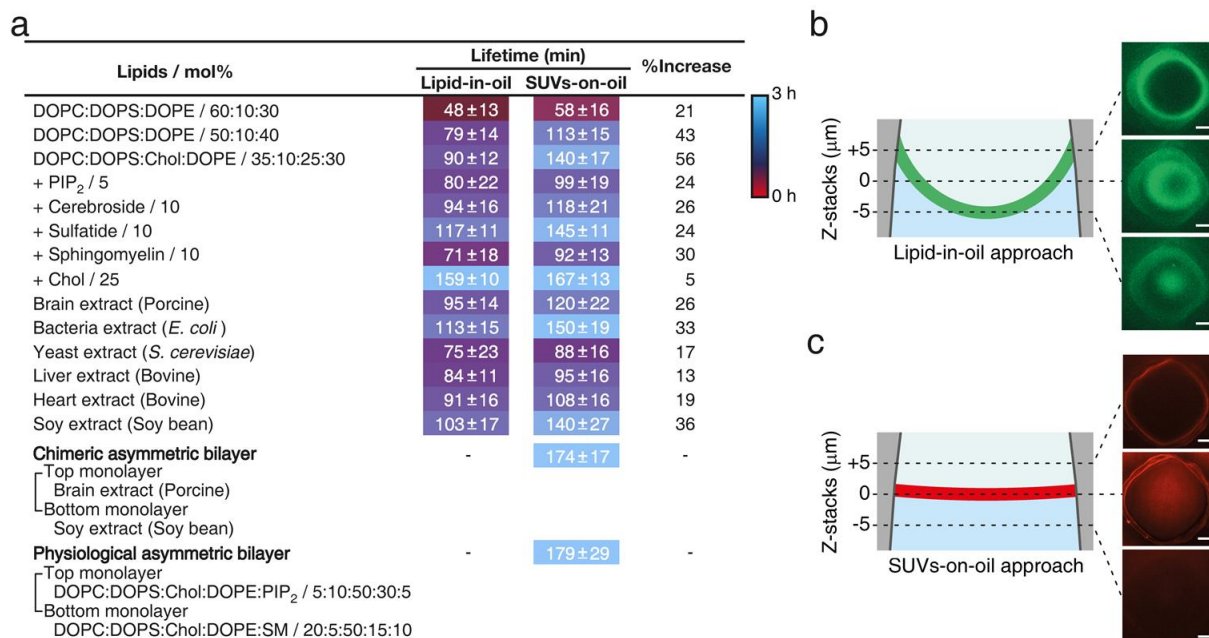 a
Lipids / mol%
Lifetime (min)
%Increase
Lipid-in-oil SUVs-on-oil
DOPC:DOPS:DOPE / 60:10:30 48±13 58±16 21
DOPC:DOPS:DOPE / 50:10:40 79±14 113±15 43
DOPC:DOPS:Chol:DOPE / 35:10:25:30 90±12 140±17 56
+ PIP₂ / 5 80±22 99±19 24
+ Cerebroside / 10 94±16 118±21 26
+ Sulfatide / 10 117±11 145±11 24
+ Sphingomyelin / 10 71±18 92±13 30
+ Chol / 25 159±10 167±13 5
Brain extract (Porcine) 95±14 120±22 26
Bacteria extract (E. coli ) 113±15 150±19 33
Yeast extract (S. cerevisiae) 75±23 88±16 17
Liver extract (Bovine) 84±11 95±16 13
Heart extract (Bovine) 91±16 108±16 19
Soy extract (Soy bean) 103±17 140±27 36
Chimeric asymmetric bilayer - 174±17 -
Top monolayer
Brain extract (Porcine)
Bottom monolayer
Soy extract (Soy bean)
Physiological asymmetric bilayer - 179±29 -
Top monolayer
DOPC:DOPS:Chol:DOPE:PIP₂ / 5:10:50:30:5
Bottom monolayer
DOPC:DOPS:Chol:DOPE:SM / 20:5:50:15:10
3 h
0 h
b
Z-stacks (μm)
+5
0
-5
Lipid-in-oil approach
c
Z-stacks (μm)
+5
0
-5
SUVs-on-oil approach